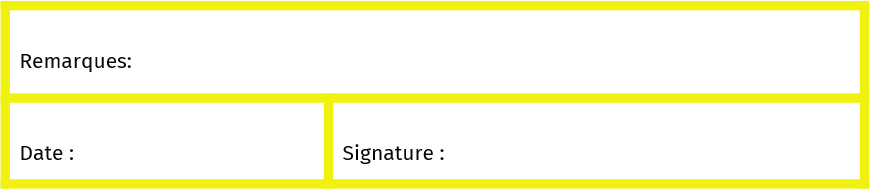 Remarques:
Date :
Signature :